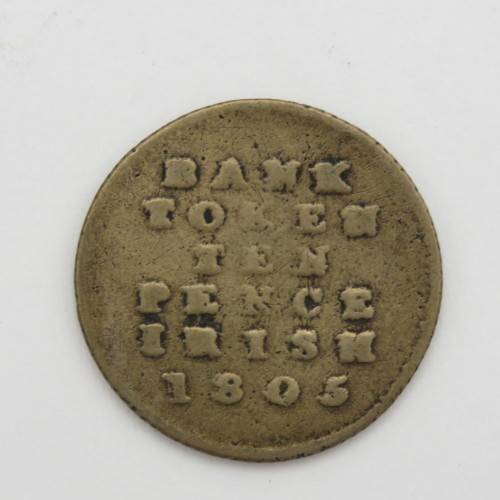 BANK
TOKEN
TEN
PENCE
IRISH
1805